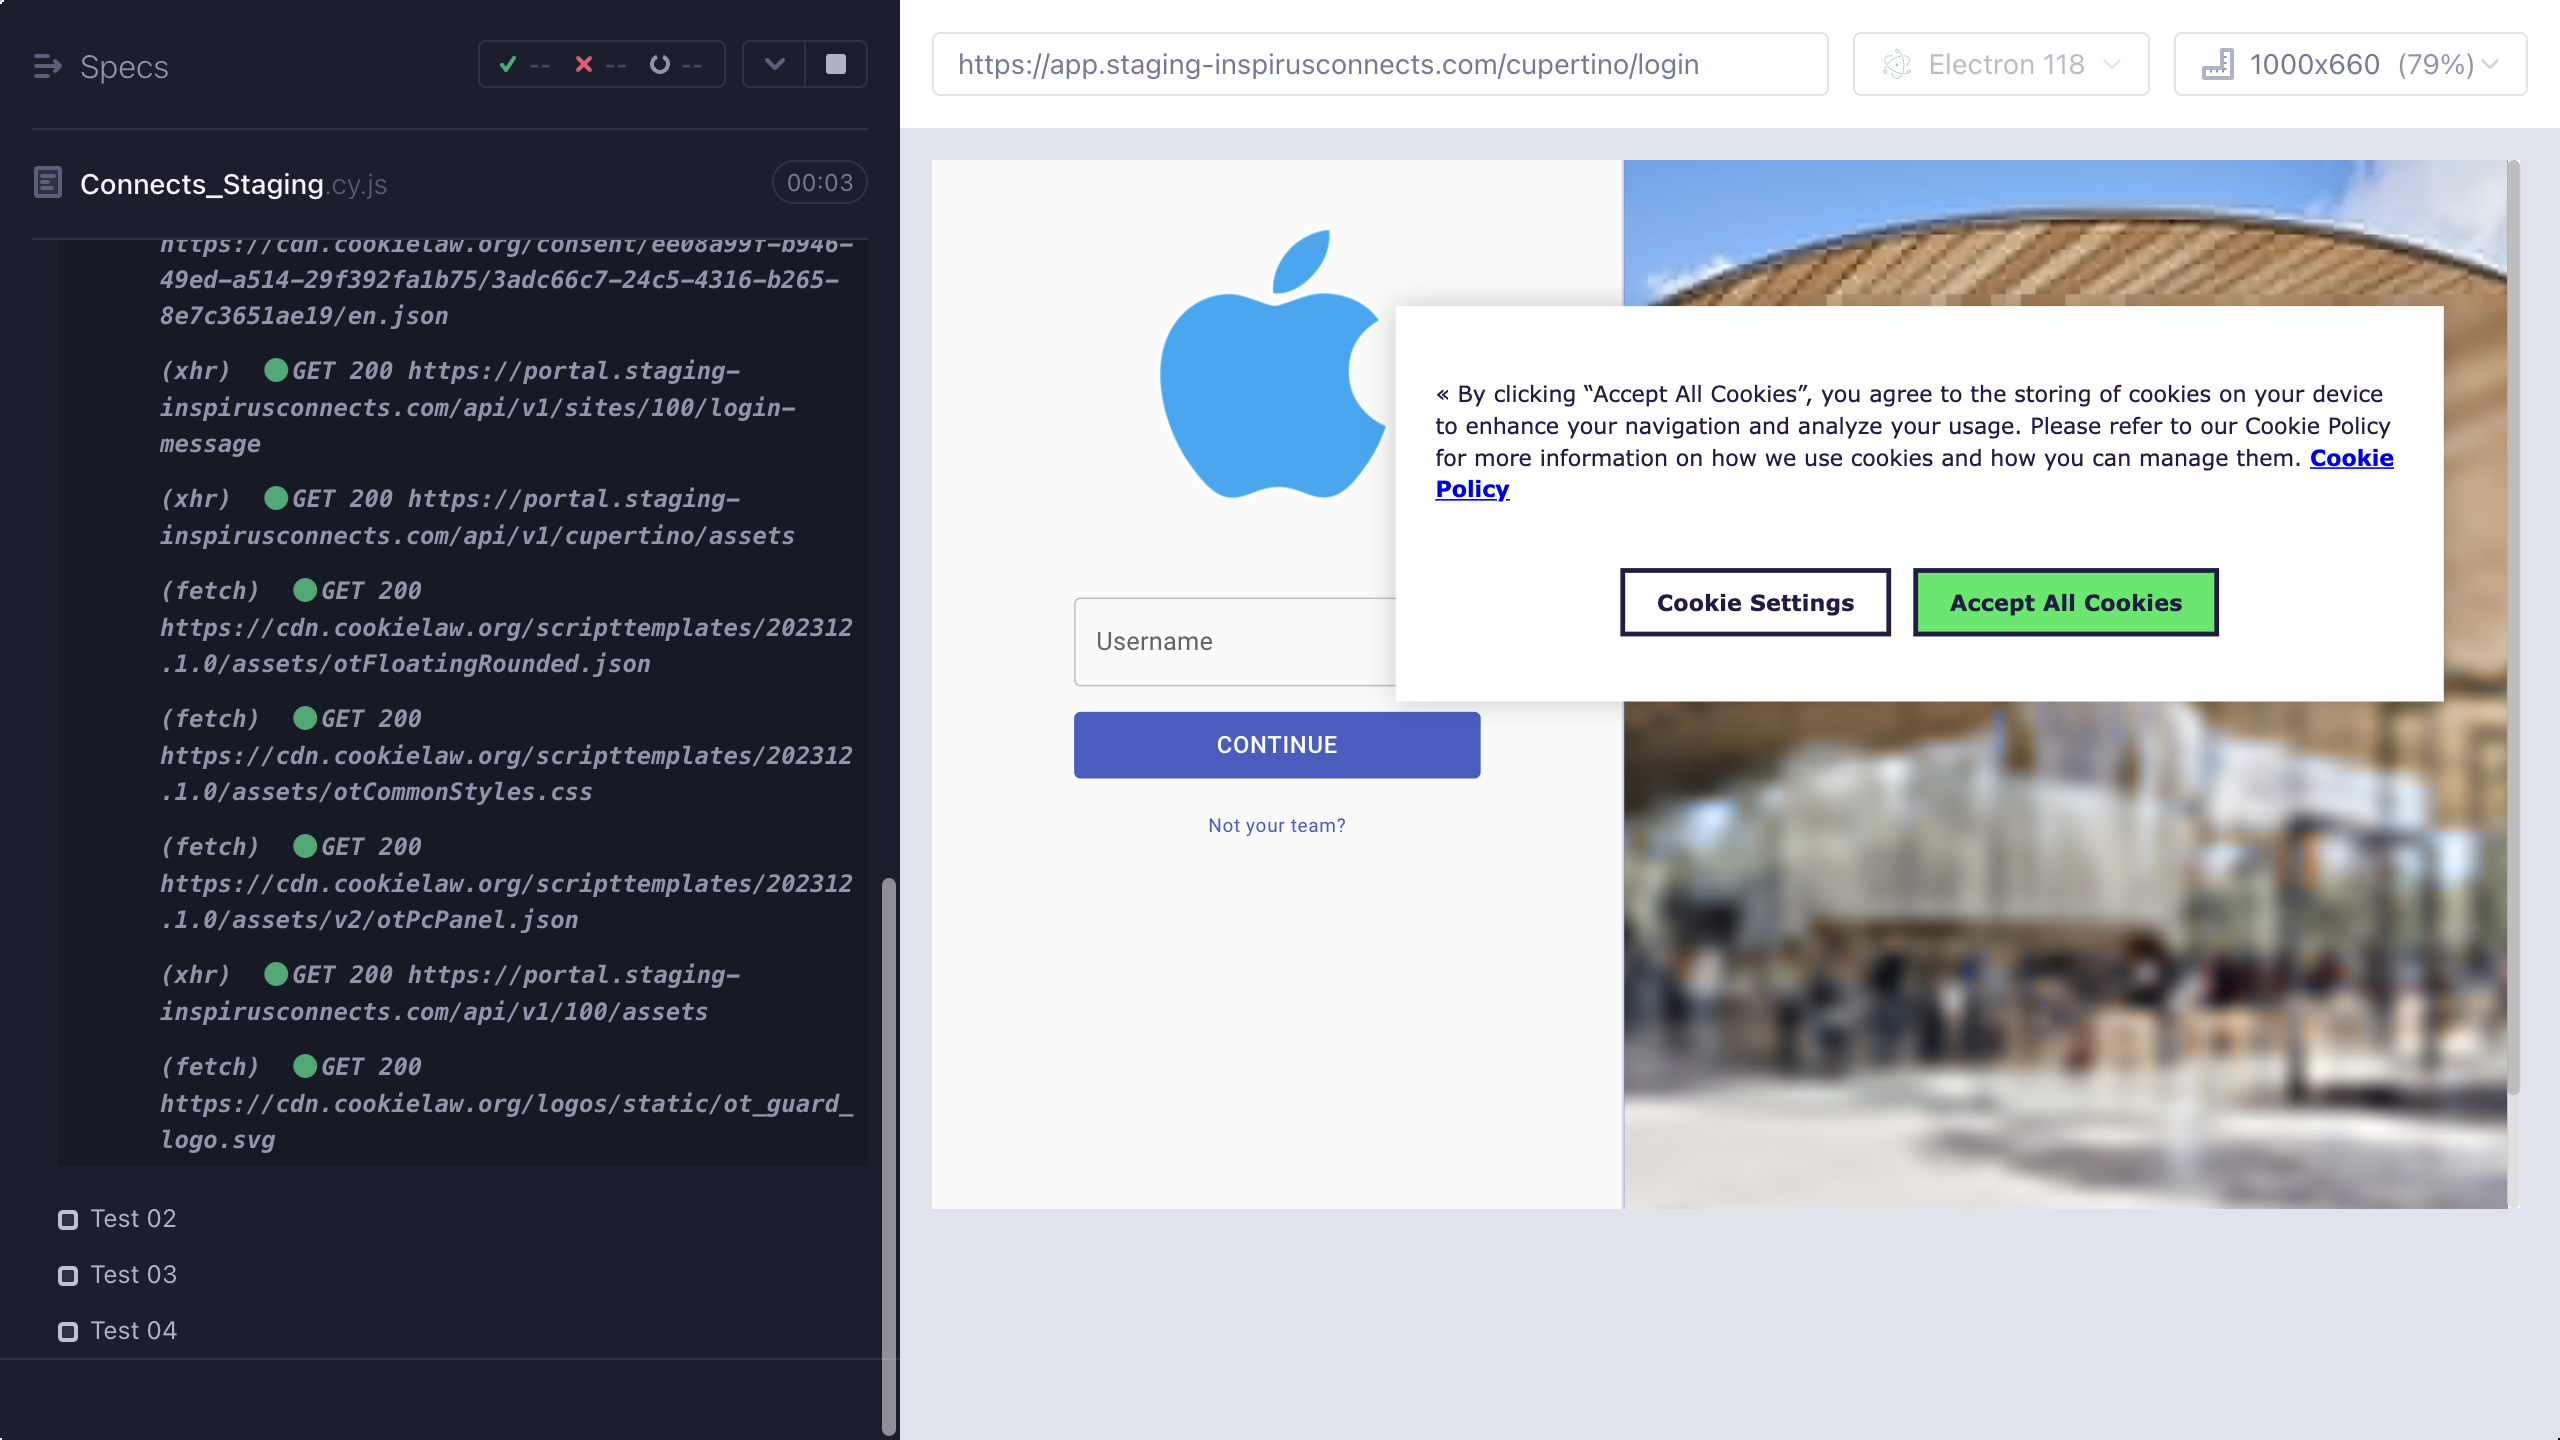 Specs
-- -- --
https://app.staging-inspirusconnects.com/cupertino/login
Electron 118
1000x660 (79%)
Connects_Staging.cy.js
00:03
https://cdn.cookielaw.org/consent/ee08a99f-b946-
49ed-a514-29f392fa1b75/3adc66c7-24c5-4316-b265-
8e7c3651ae19/en.json
(xhr) GET 200 https://portal.staging-
inspirusconnects.com/api/v1/sites/100/login-
message
(xhr) GET 200 https://portal.staging-
inspirusconnects.com/api/v1/cupertino/assets
(fetch) GET 200
https://cdn.cookielaw.org/scripttemplates/202312
.1.0/assets/otFloatingRounded.json
(fetch) GET 200
https://cdn.cookielaw.org/scripttemplates/202312
.1.0/assets/otCommonStyles.css
(fetch) GET 200
https://cdn.cookielaw.org/scripttemplates/202312
.1.0/assets/v2/otPcPanel.json
(xhr) GET 200 https://portal.staging-
inspirusconnects.com/api/v1/100/assets
(fetch) GET 200
https://cdn.cookielaw.org/logos/static/ot_guard_
logo.svg
Test 02
Test 03
Test 04
« By clicking “Accept All Cookies”, you agree to the storing of cookies on your device
to enhance your navigation and analyze your usage. Please refer to our Cookie Policy
for more information on how we use cookies and how you can manage them. Cookie
Policy
Cookie Settings
Accept All Cookies
Username
CONTINUE
Not your team?